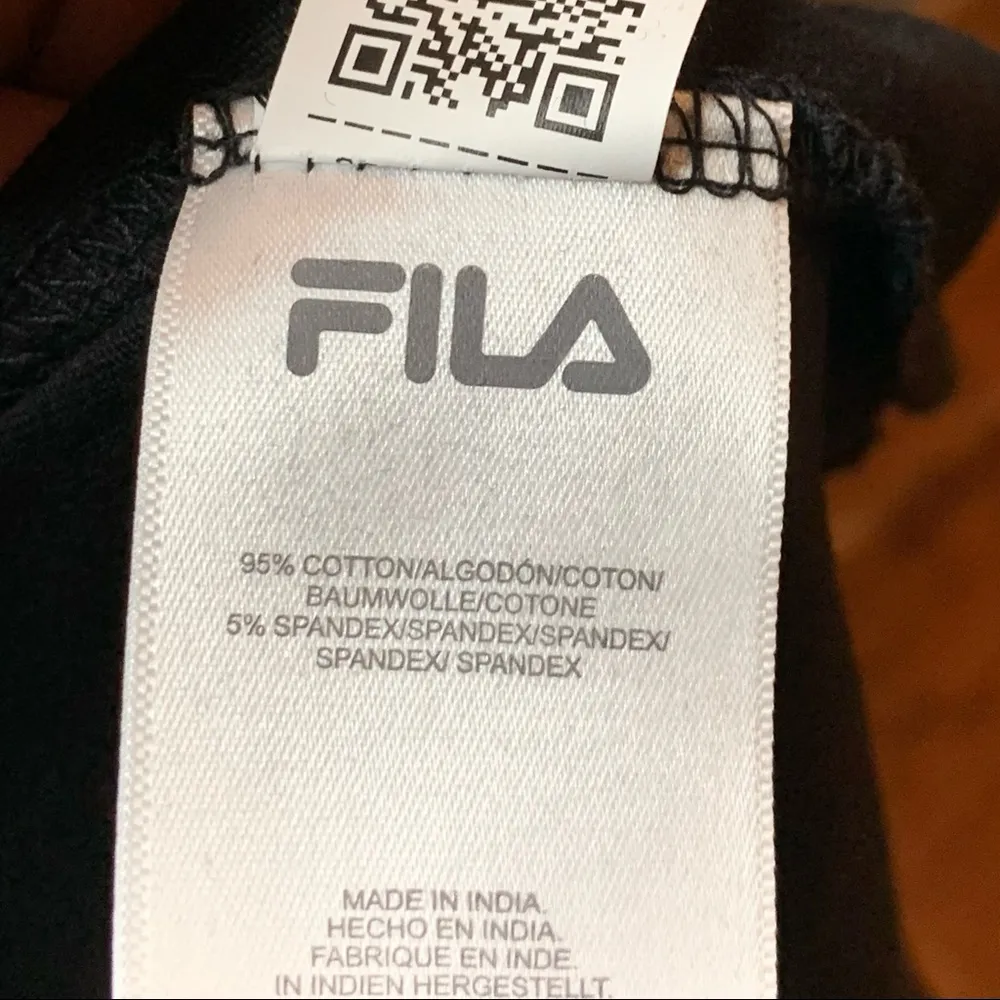 FILA
95% COTTON/ALGODÓN/COTON/
BAUMWOLLE/COTONE
5% SPANDEX/SPANDEX/SPANDEX/
SPANDEX/ SPANDEX
MADE IN INDIA.
HECHO EN INDIA.
FABRIQUE EN INDE.
IN INDIEN HERGESTELLT.